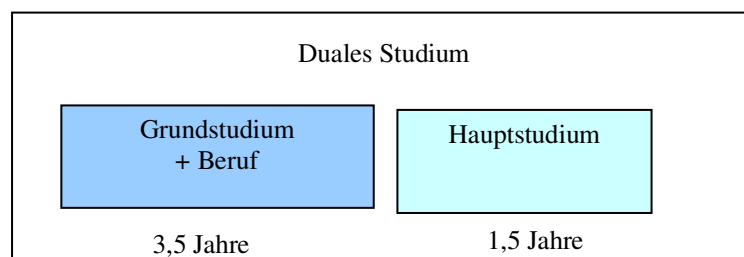 Duales Studium
Grundstudium
+ Beruf
Hauptstudium
3,5 Jahre
1,5 Jahre